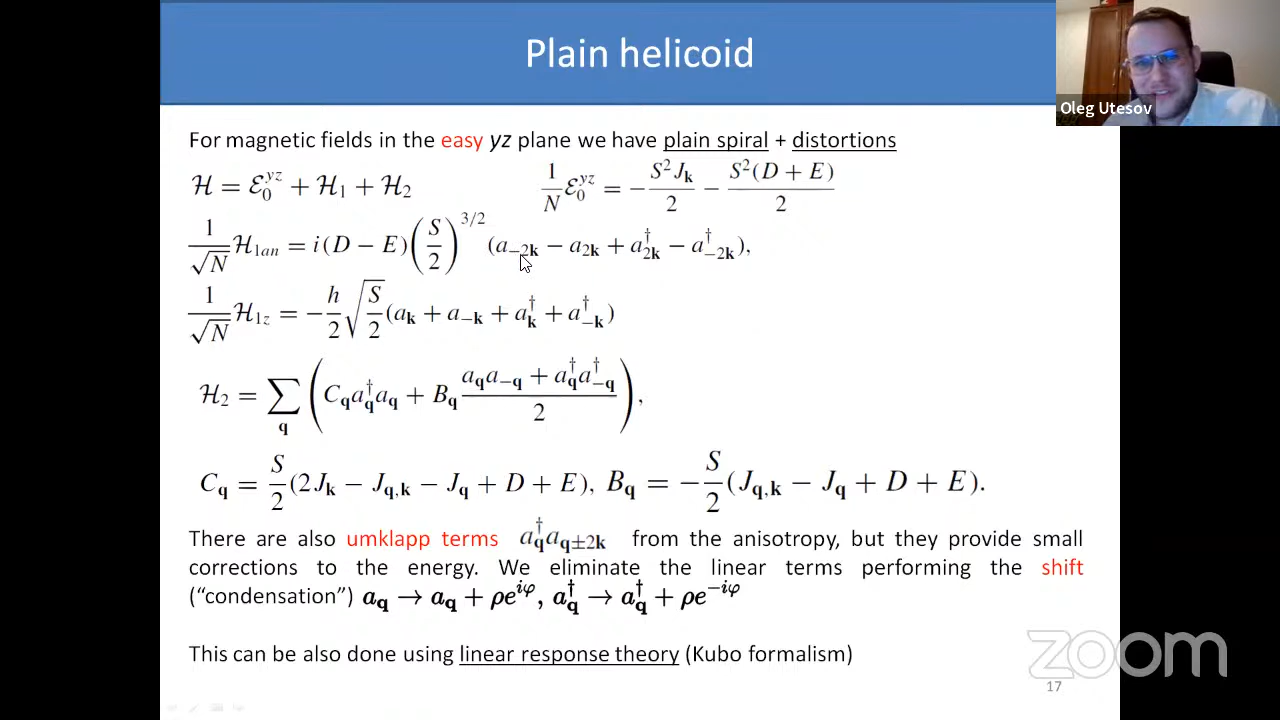 Plain helicoid
Oleg Utesov
For magnetic fields in the easy yz plane we have plain spiral + distortions
ℋ = ℰ₀^{yz} + ℋ₁ + ℋ₂    1/N ℰ₀^{yz} = − S²J_𝐤/2 − S²(D + E)/2
1/√N ℋ_{1an} = i(D − E)(S/2)^{3/2} (a_{−2𝐤} − a_{2𝐤} + a†_{2𝐤} − a†_{−2𝐤}),
1/√N ℋ_{1z} = − h/2 √(S/2) (a_𝐤 + a_{−𝐤} + a†_𝐤 + a†_{−𝐤})
ℋ₂ = ∑_𝐪 (C_𝐪 a†_𝐪 a_𝐪 + B_𝐪 (a_𝐪 a_{−𝐪} + a†_𝐪 a†_{−𝐪})/2),
C_𝐪 = S/2 (2J_𝐤 − J_{𝐪,𝐤} − J_𝐪 + D + E), B_𝐪 = − S/2 (J_{𝐪,𝐤} − J_𝐪 + D + E).
There are also umklapp terms a†_𝐪 a_{𝐪±2𝐤} from the anisotropy, but they provide small
corrections to the energy. We eliminate the linear terms performing the shift
(“condensation”) a_𝐪 → a_𝐪 + ρe^{iφ}, a†_𝐪 → a†_𝐪 + ρe^{−iφ}
This can be also done using linear response theory (Kubo formalism)
zoom
17